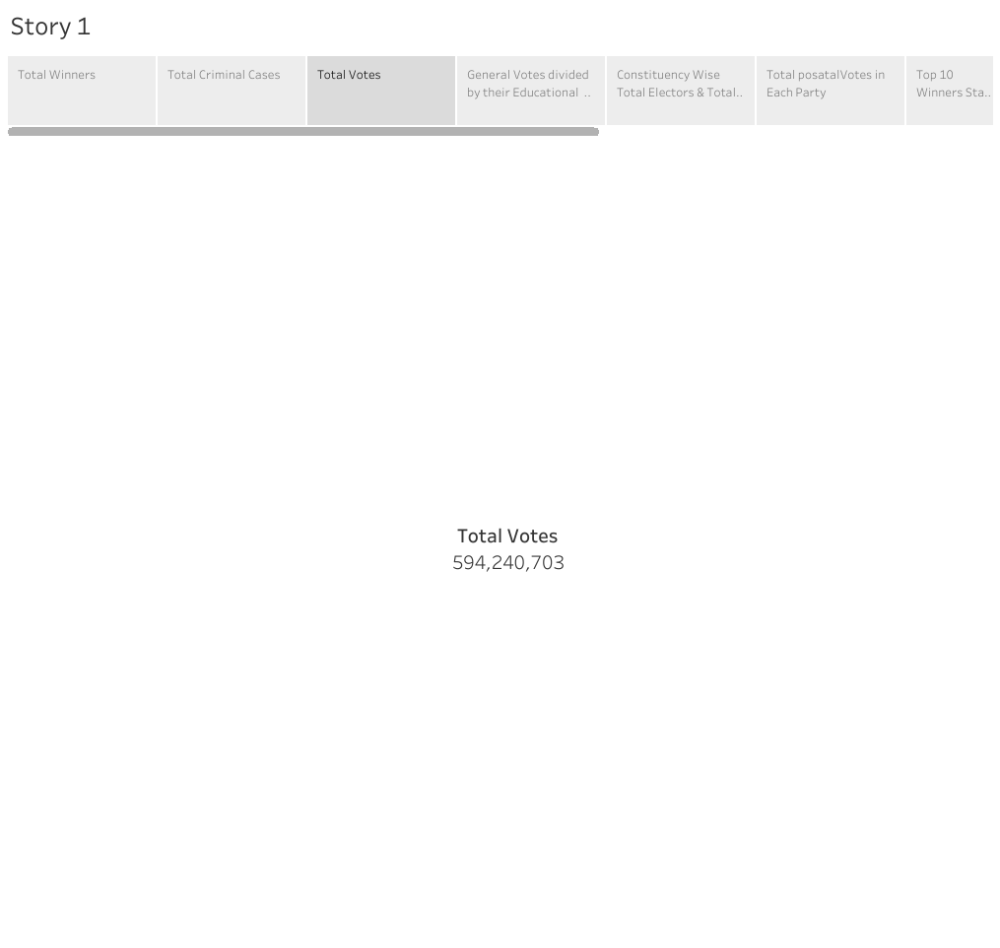 Story 1
Total Winners
Total Criminal Cases
Total Votes
General Votes divided
by their Educational ..
Constituency Wise
Total Electors & Total..
Total posatalVotes in
Each Party
Top 10
Winners Sta..
Total Votes
594,240,703